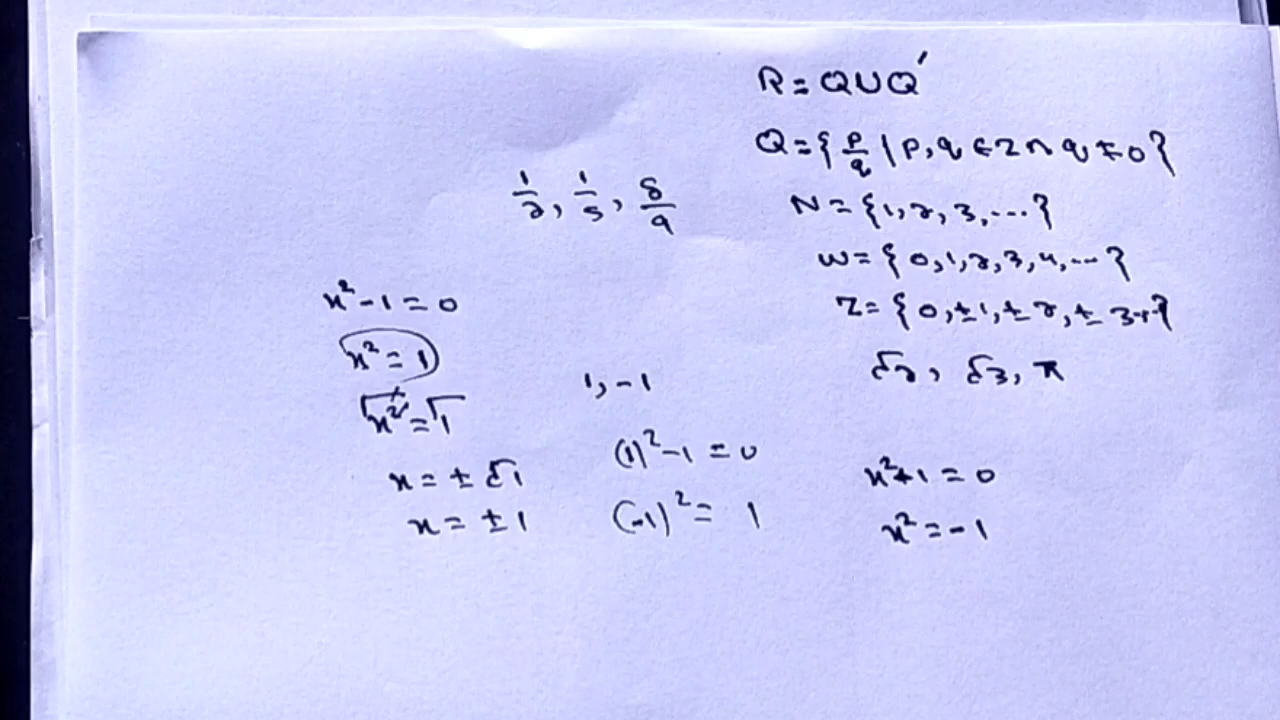 R = Q ∪ Q'
Q = { p/q | p, q ∈ Z ∧ q ≠ 0 }
1/2, 1/5, 8/9
N = {1, 2, 3, ...}
W = { 0, 1, 2, 3, 4, ... }
Z = { 0, ±1, ±2, ±3, ... }
√2, √3, π
x² - 1 = 0
x² = 1
√x² = √1
x = ± √1
x = ± 1
1, -1
(1)² - 1 = 0
(-1)² = 1
x² + 1 = 0
x² = -1